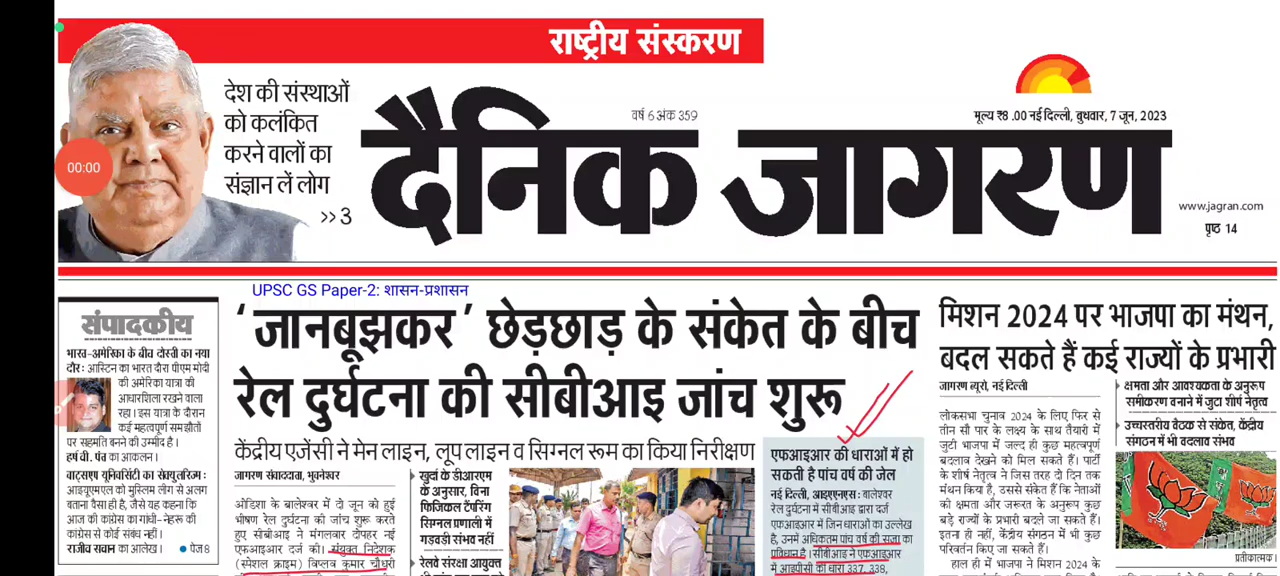 राष्ट्रीय संस्करण
देश की संस्थाओं
को कलंकित
करने वालों का
संज्ञान लें लोग
>>3
00:00
वर्ष 6 अंक 359
मूल्य ₹8.00 नई दिल्ली, बुधवार, 7 जून, 2023
दैनिक जागरण
www.jagran.com
पृष्ठ 14
UPSC GS Paper-2: शासन-प्रशासन
संपादकीय
भारत-अमेरिका के बीच दोस्ती का नया
दौर: आस्टिन का भारत दौरा पीएम मोदी
की अमेरिका यात्रा की
आधारशिला रखने वाला
रहा। इस यात्रा के दौरान
कई महत्वपूर्ण समझौतों
पर सहमति बनने की उम्मीद है।
हर्ष वी. पंत का आकलन।
वाट्सएप्प यूनिवर्सिटी का सेक्युलरिज्म:
आइयूएमएल को मुस्लिम लीग से अलग
बताना वैसा ही है, जैसे यह कहना कि
आज की कांग्रेस का गांधी-नेहरू की
कांग्रेस से कोई संबंध नहीं।
राजीव सचान का आलेख। ● पेज 8
'जानबूझकर' छेड़छाड़ के संकेत के बीच
रेल दुर्घटना की सीबीआइ जांच शुरू
केंद्रीय एजेंसी ने मेन लाइन, लूप लाइन व सिग्नल रूम का किया निरीक्षण
जागरण संवाददाता, भुवनेश्वर
ओडिशा के बालेश्वर में दो जून को हुई
भीषण रेल दुर्घटना की जांच शुरू करते
हुए सीबीआइ ने मंगलवार दोपहर नई
एफआइआर दर्ज की। संयुक्त निदेशक
(स्पेशल क्राइम) विप्लव कुमार चौधरी
खुर्दा के डीआरएम
के अनुसार, बिना
फिजिकल टैंपरिंग
सिग्नल प्रणाली में
गड़बड़ी संभव नहीं
रेलवे संरक्षा आयुक्त
एफआइआर की धाराओं में हो
सकती है पांच वर्ष की जेल
नई दिल्ली, आइएएनएस: बालेश्वर
रेल दुर्घटना में सीबीआइ द्वारा दर्ज
एफआइआर में जिन धाराओं का उल्लेख
है, उनमें अधिकतम पांच वर्ष की सजा का
प्रविधान है। सीबीआइ ने एफआइआर
में आइपीसी की धारा 337, 338,
मिशन 2024 पर भाजपा का मंथन,
बदल सकते हैं कई राज्यों के प्रभारी
जागरण ब्यूरो, नई दिल्ली
लोकसभा चुनाव 2024 के लिए फिर से
तीन सौ पार के लक्ष्य के साथ तैयारी में
जुटी भाजपा में जल्द ही कुछ महत्वपूर्ण
बदलाव देखने को मिल सकते हैं। पार्टी
के शीर्ष नेतृत्व ने जिस तरह दो दिन तक
मंथन किया है, उससे संकेत हैं कि नेताओं
की क्षमता और जरूरत के अनुरूप कुछ
बड़े राज्यों के प्रभारी बदले जा सकते हैं।
इतना ही नहीं, केंद्रीय संगठन में भी कुछ
परिवर्तन किए जा सकते हैं।
हाल ही में भाजपा ने मिशन 2024 के
क्षमता और आवश्यकता के अनुरूप
समीकरण बनाने में जुटा शीर्ष नेतृत्व
उच्चस्तरीय बैठक से संकेत, केंद्रीय
संगठन में भी बदलाव संभव
प्रतीकात्मक